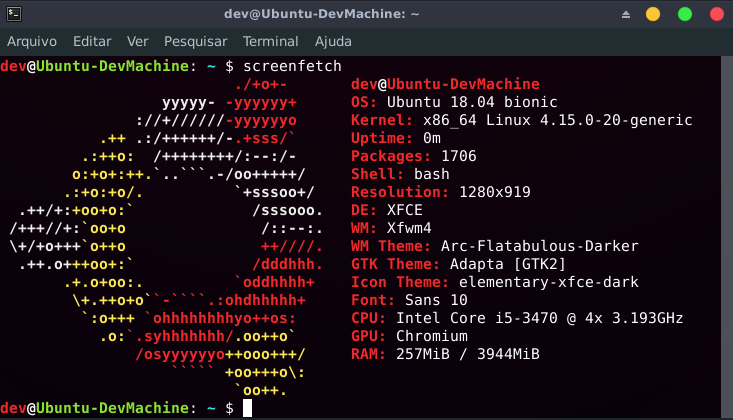 dev@Ubuntu-DevMachine: ~
Arquivo Editar Ver Pesquisar Terminal Ajuda
dev@Ubuntu-DevMachine: ~ $ screenfetch
./+o+- dev@Ubuntu-DevMachine
yyyyy- -yyyyyy+ OS: Ubuntu 18.04 bionic
://+//////-yyyyyyo Kernel: x86_64 Linux 4.15.0-20-generic
.++ .:/++++++/-.+sss/` Uptime: 0m
.:++o: /++++++++/:--:/- Packages: 1706
o:+o+:++.`..```.-/oo+++++/ Shell: bash
.:+o:+o/. `+sssoo+/ Resolution: 1280x919
.++/+:+oo+o:` /sssooo. DE: XFCE
/+++//+:`oo+o /::--:. WM: Xfwm4
\+/+o+++`o++o ++////. WM Theme: Arc-Flatabulous-Darker
.++.o+++oo+:` /dddhhh. GTK Theme: Adapta [GTK2]
.+.o+oo:. `oddhhhh+ Icon Theme: elementary-xfce-dark
\+.++o+o``-````.:ohdhhhhh+ Font: Sans 10
`:o+++ `ohhhhhhhhyo++os: CPU: Intel Core i5-3470 @ 4x 3.193GHz
.o:`.syhhhhhhh/.oo++o` GPU: Chromium
/osyyyyyyo++ooo+++/ RAM: 257MiB / 3944MiB
````` +oo+++o\:
`oo++.
dev@Ubuntu-DevMachine: ~ $